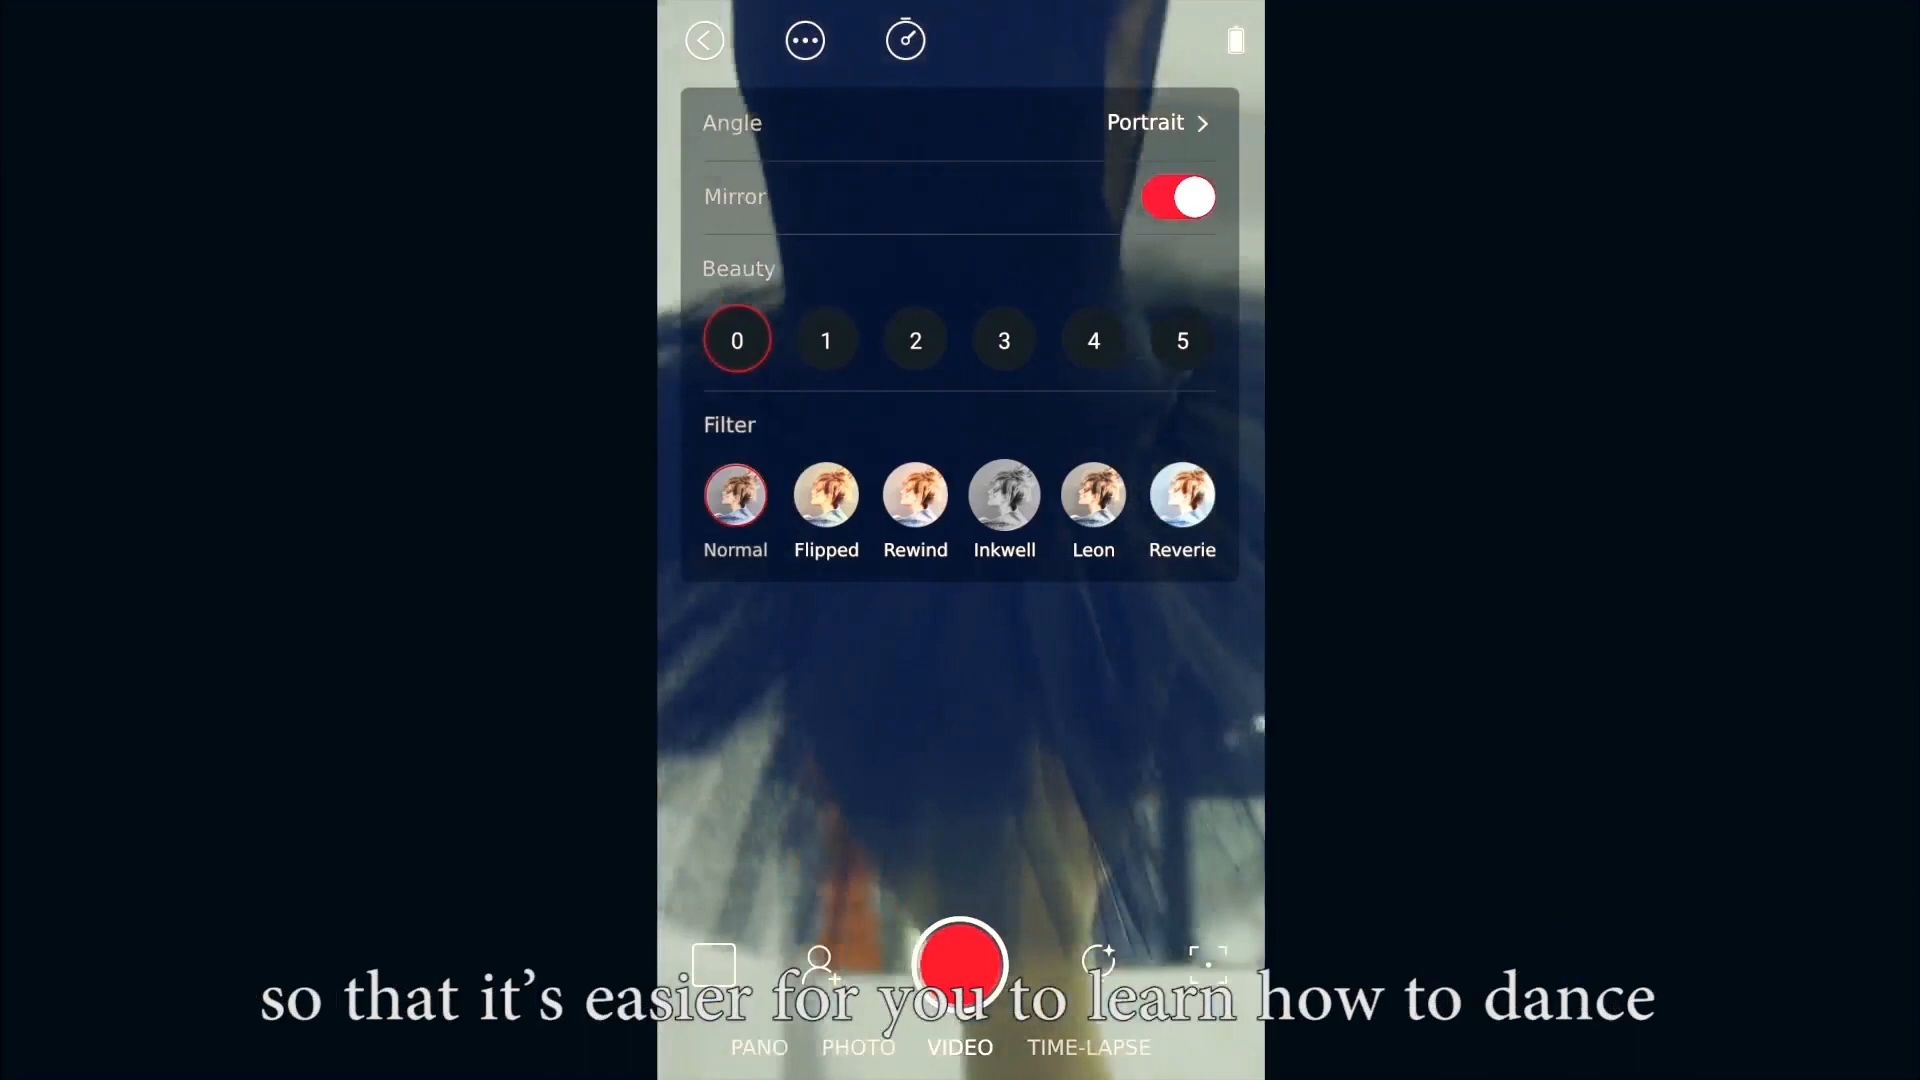 Angle
Portrait
Mirror
Beauty
0 1 2 3 4 5
Filter
Normal Flipped Rewind Inkwell Leon Reverie
so that it’s easier for you to learn how to dance
PANO PHOTO VIDEO TIME-LAPSE